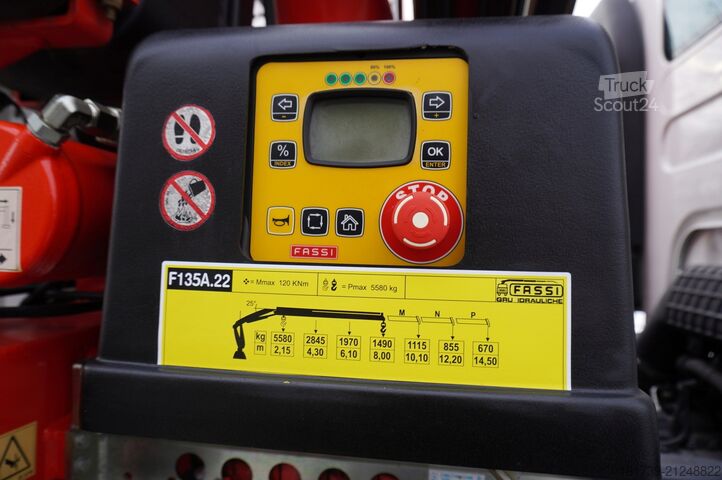 Truck
Scout24
80% 100%
-
+
%
INDEX
OK
ENTER
STOP
FASSI
F135A.22
= Mmax 120 KNm
= Pmax 5580 kg
FASSI
GRU IDRAULICHE
25°
M N P
kg 5580 2845 1970 1490 1115 855 670
m 2,15 4,30 6,10 8,00 10,10 12,20 14,50